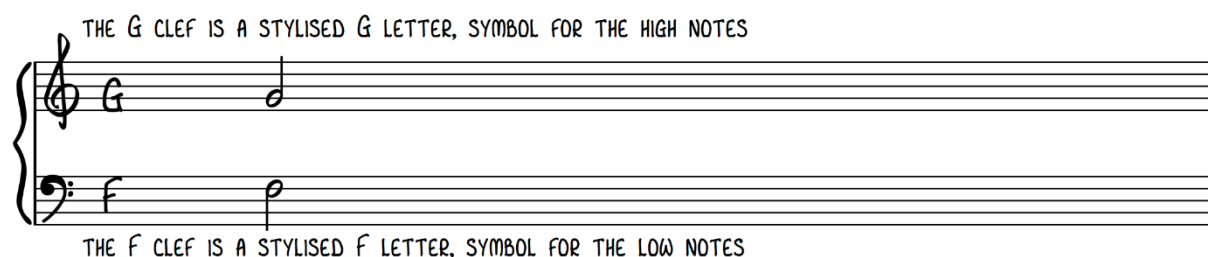 THE G CLEF IS A STYLISED G LETTER, SYMBOL FOR THE HIGH NOTES
G
F
THE F CLEF IS A STYLISED F LETTER, SYMBOL FOR THE LOW NOTES